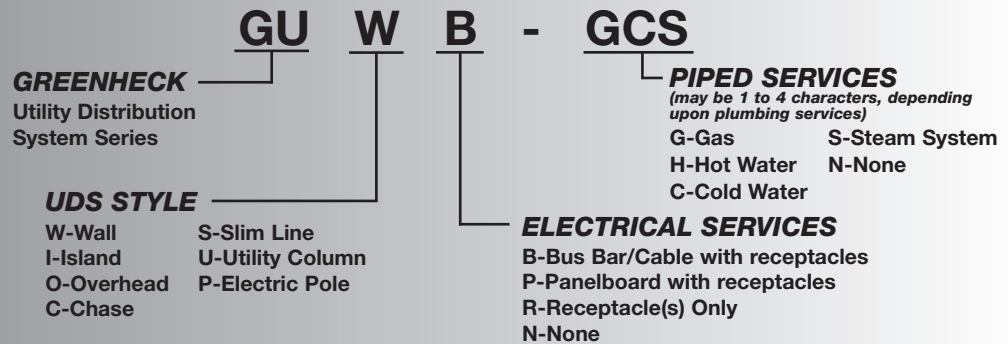 GU W B - GCS
GREENHECK
Utility Distribution
System Series
PIPED SERVICES
(may be 1 to 4 characters, depending
upon plumbing services)
G-Gas S-Steam System
H-Hot Water N-None
C-Cold Water
UDS STYLE
W-Wall S-Slim Line
I-Island U-Utility Column
O-Overhead P-Electric Pole
C-Chase
ELECTRICAL SERVICES
B-Bus Bar/Cable with receptacles
P-Panelboard with receptacles
R-Receptacle(s) Only
N-None